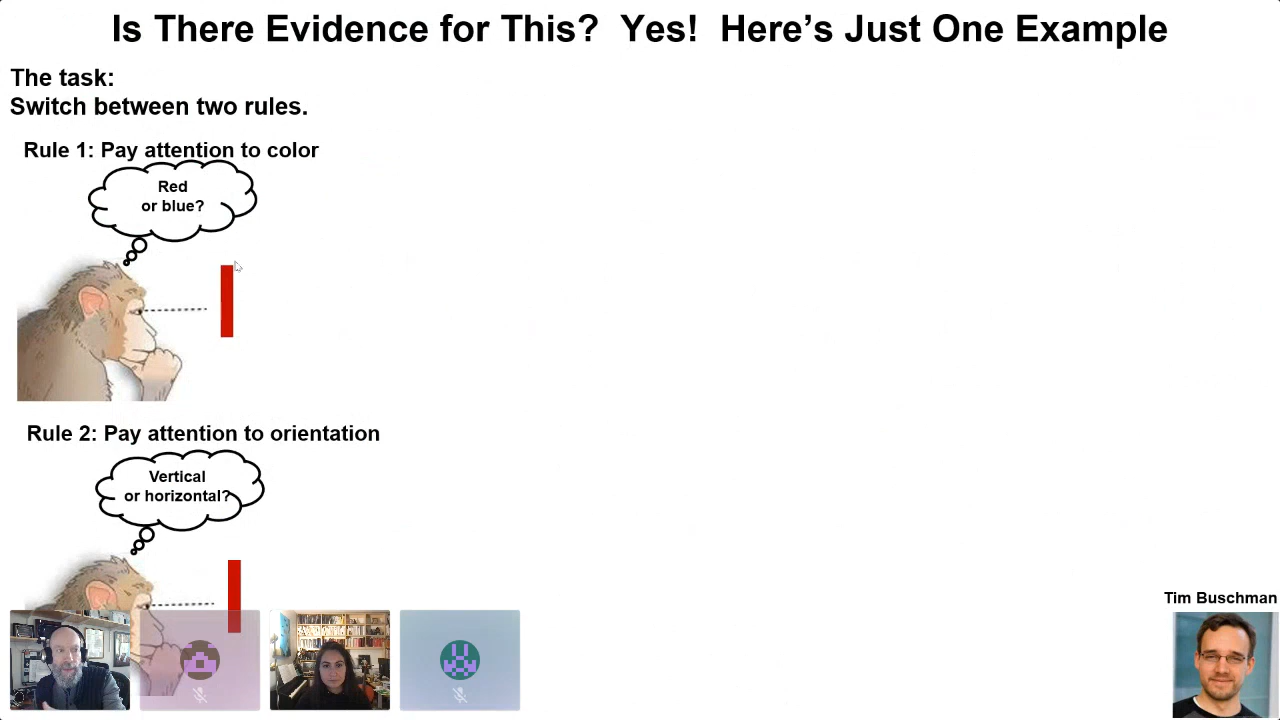 Is There Evidence for This?  Yes!  Here’s Just One Example
The task:
Switch between two rules.
Rule 1: Pay attention to color
Red
or blue?
Rule 2: Pay attention to orientation
Vertical
or horizontal?
Tim Buschman